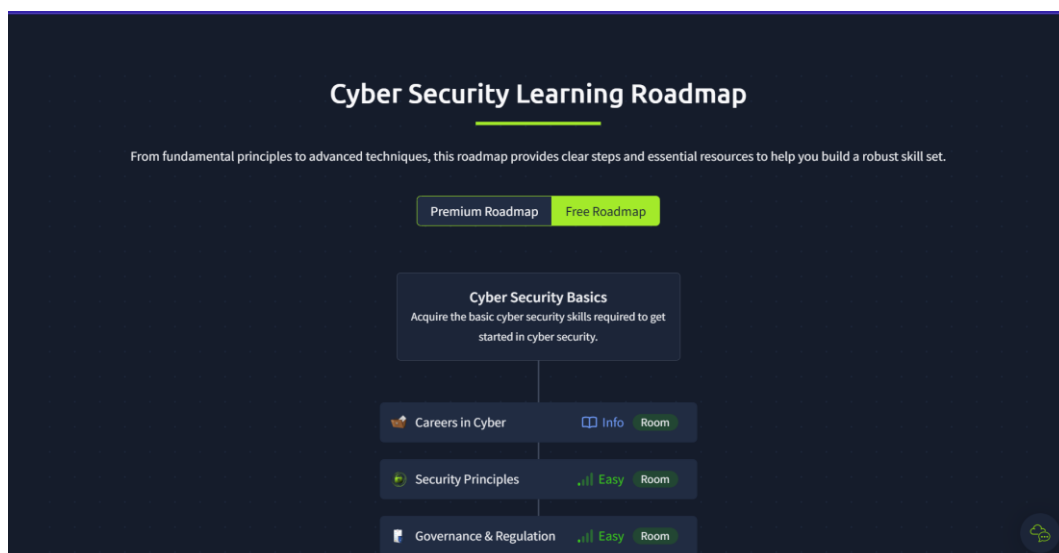 Cyber Security Learning Roadmap
From fundamental principles to advanced techniques, this roadmap provides clear steps and essential resources to help you build a robust skill set.
Premium Roadmap Free Roadmap
Cyber Security Basics
Acquire the basic cyber security skills required to get
started in cyber security.
Careers in Cyber Info Room
Security Principles Easy Room
Governance & Regulation Easy Room